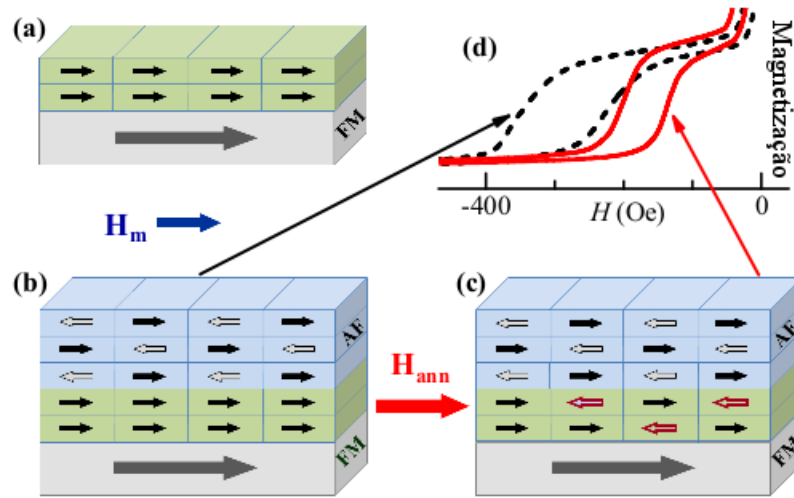 (a)
FM
H_m
(b)
AF
FM
H_ann
(c)
AF
FM
(d)
Magnetização
-400
H (Oe)
0